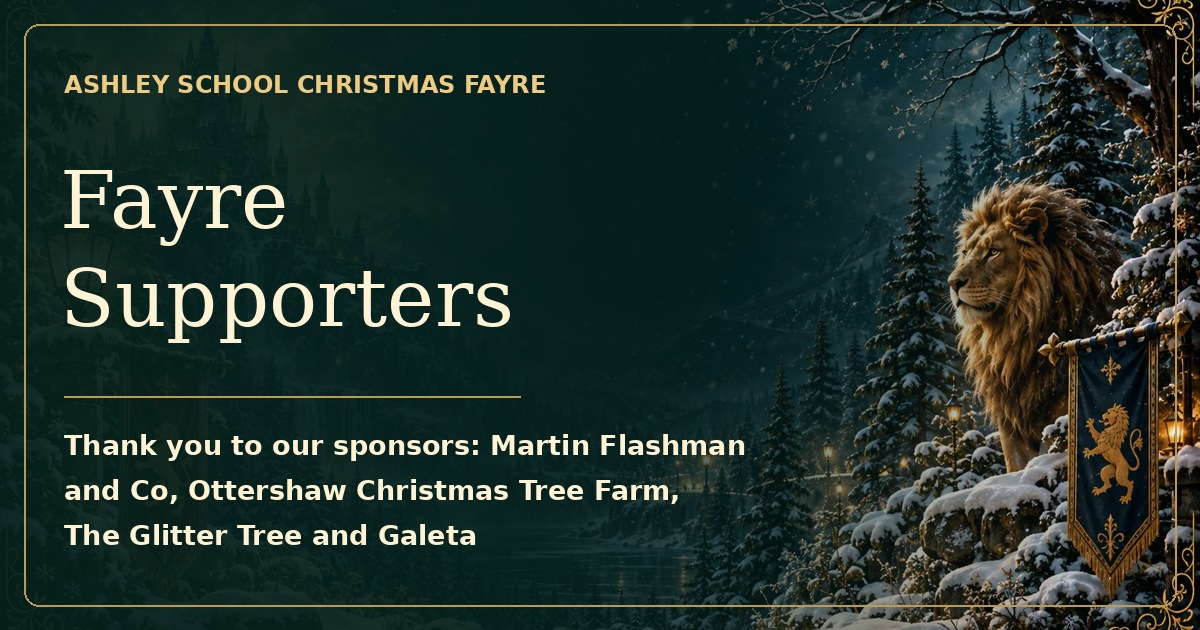 ASHLEY SCHOOL CHRISTMAS FAYRE
Fayre
Supporters
Thank you to our sponsors: Martin Flashman
and Co, Ottershaw Christmas Tree Farm,
The Glitter Tree and Galeta